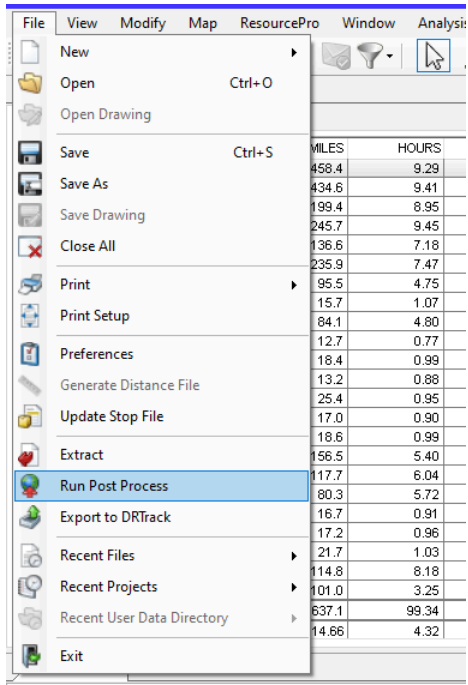 File View Modify Map ResourcePro Window Analysis
New
Open Ctrl+O
Open Drawing
Save Ctrl+S
Save As
Save Drawing
Close All
Print
Print Setup
Preferences
Generate Distance File
Update Stop File
Extract
Run Post Process
Export to DRTrack
Recent Files
Recent Projects
Recent User Data Directory
Exit
MILES HOURS
458.4 9.29
434.6 9.41
199.4 8.95
245.7 9.45
136.6 7.18
235.9 7.47
95.5 4.75
15.7 1.07
84.1 4.80
12.7 0.77
18.4 0.99
13.2 0.88
25.4 0.95
17.0 0.90
18.6 0.99
156.5 5.40
117.7 6.04
80.3 5.72
16.7 0.91
17.2 0.96
21.7 1.03
114.8 8.18
101.0 3.25
637.1 99.34
14.66 4.32